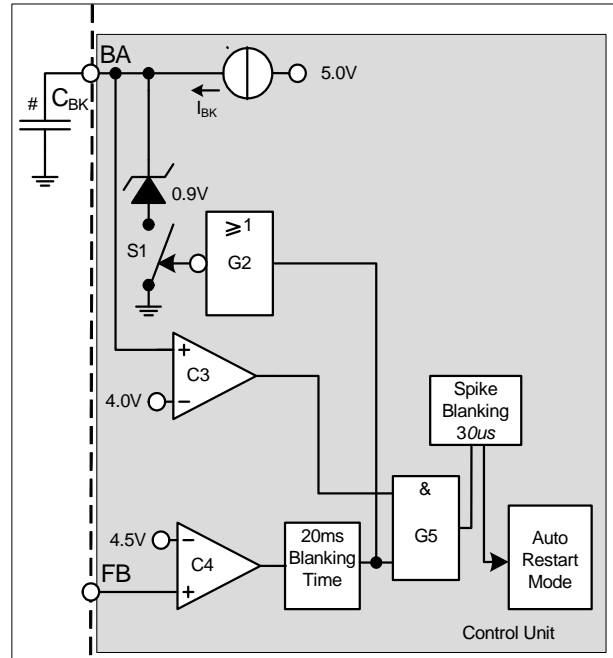 BA
5.0V
#
CBK
IBK
0.9V
S1
≥1
G2
+
C3
4.0V
−
Spike
Blanking
30us
&
G5
4.5V
−
C4
+
20ms
Blanking
Time
FB
Auto
Restart
Mode
Control Unit